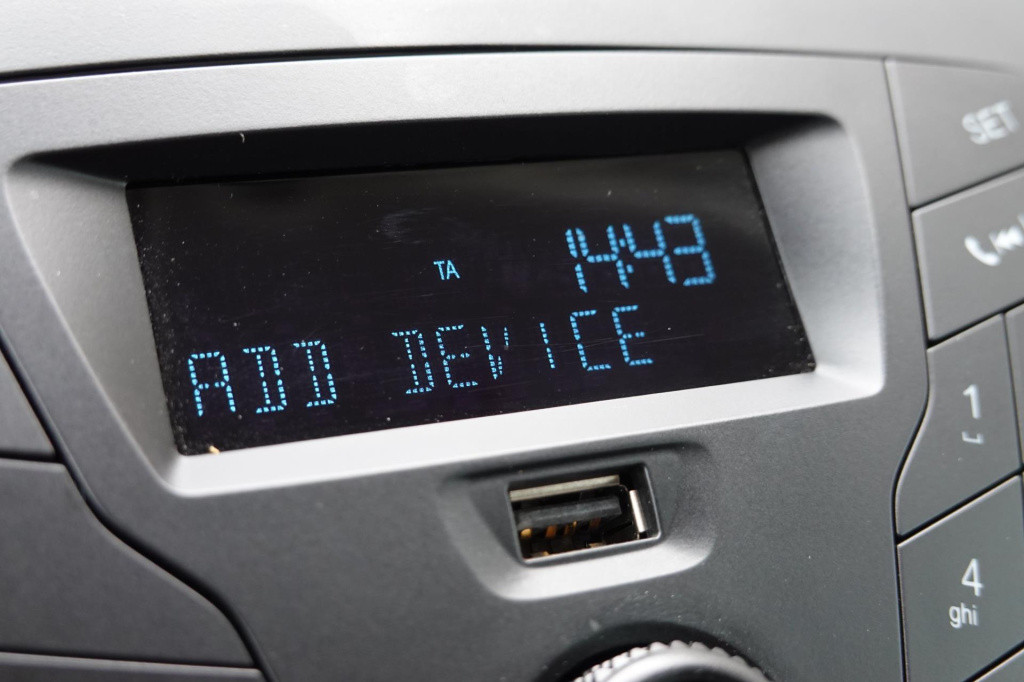 TA 14:43
ADD DEVICE
SET
1
4
ghi